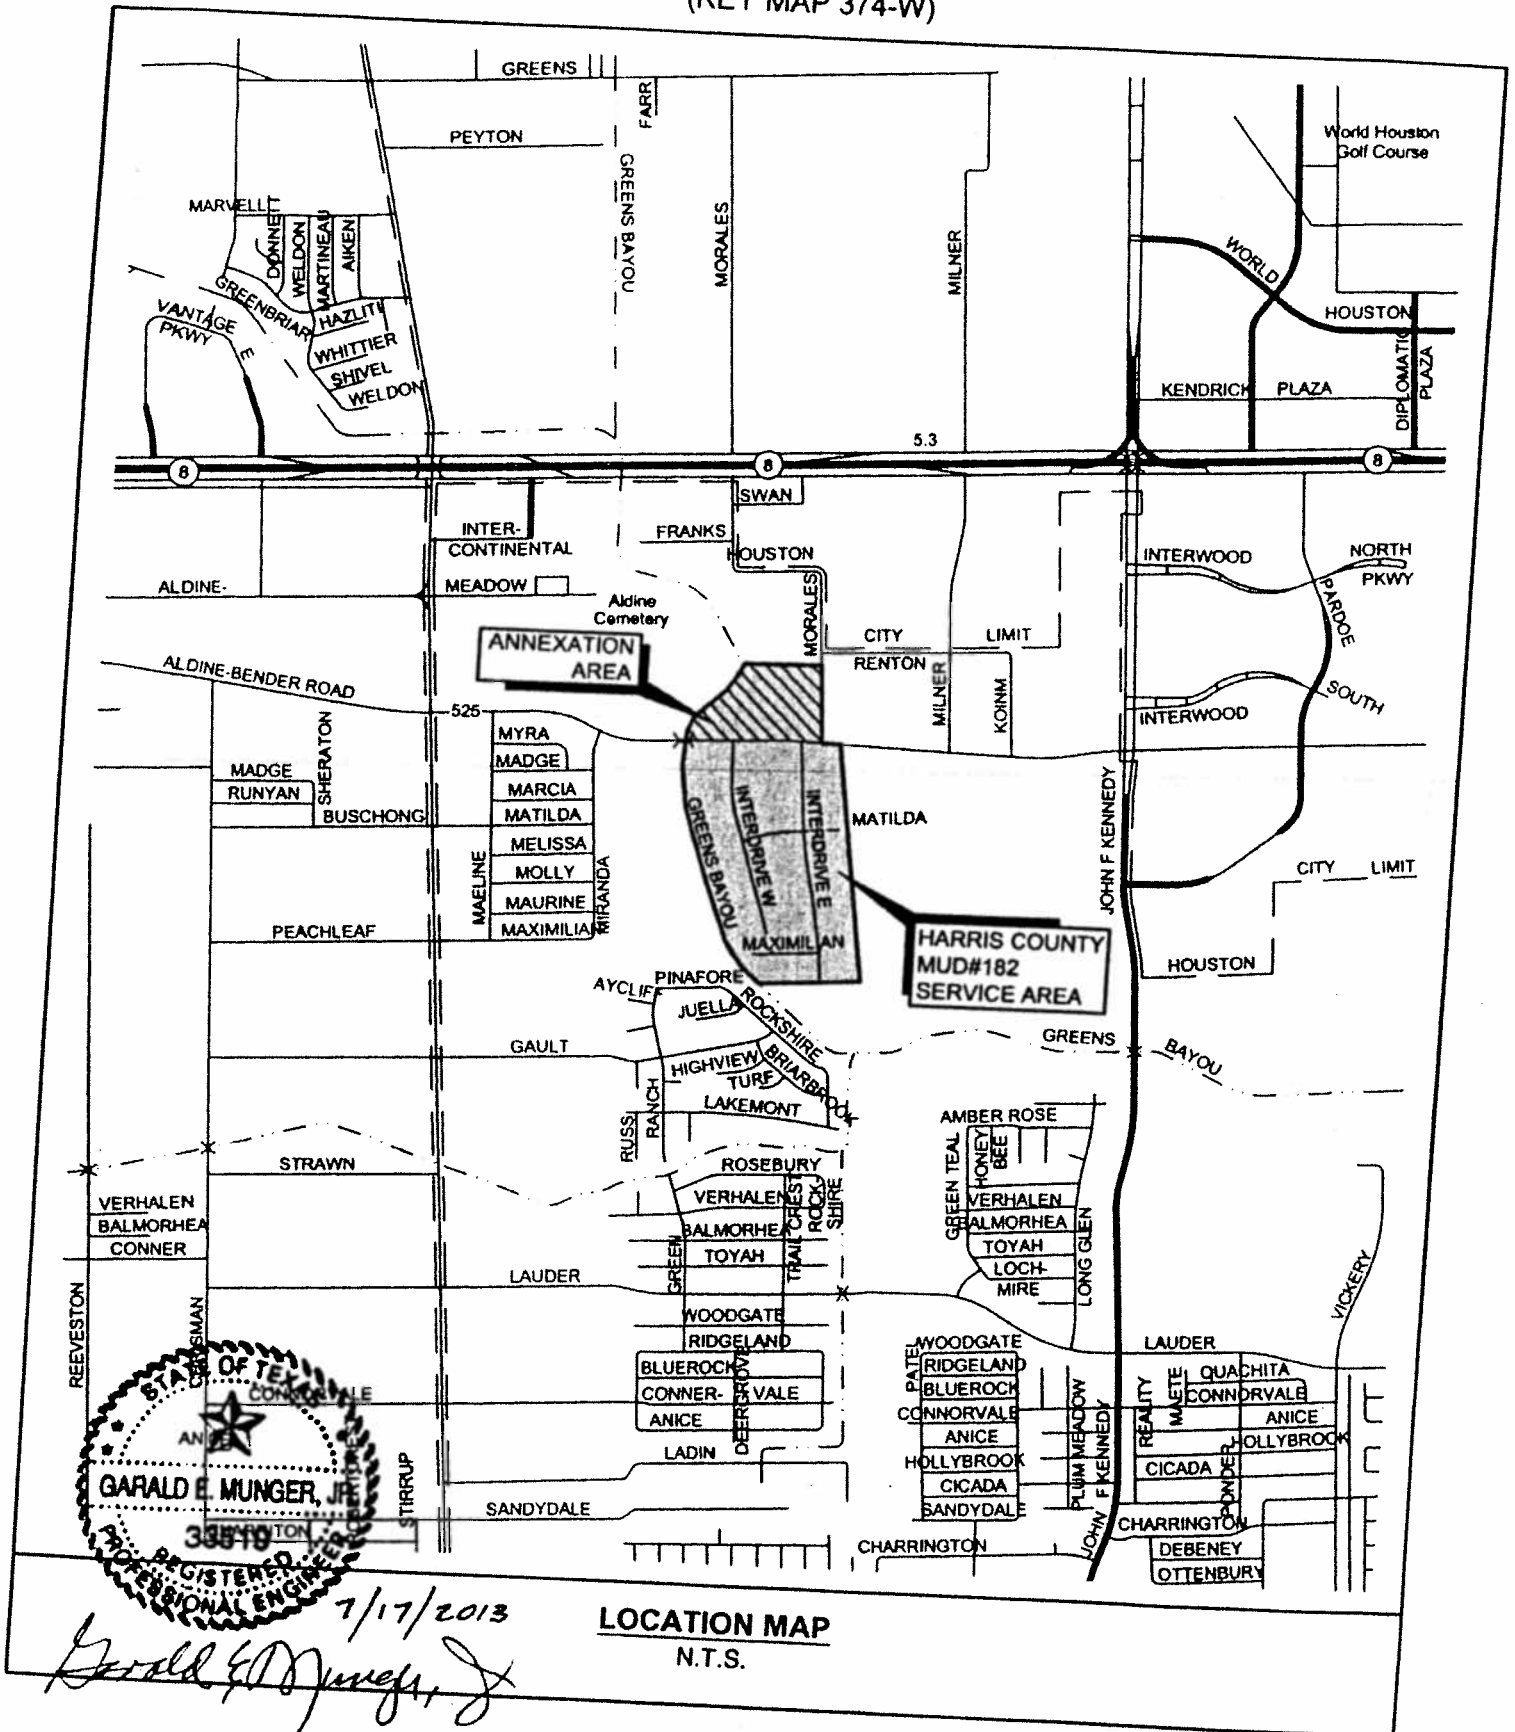 (KEY MAP 374-W)
GREENS
FARR
PEYTON
GREENS BAYOU
MORALES
MILNER
World Houston
Golf Course
MARVELLE
DONNETT
WELDON
MARTINEAU
AIKEN
GREENBRIAR
HAZLITT
VANTAGE
PKWY
E
WHITTIER
SHIVEL
WELDON
WORLD
HOUSTON
DIPLOMATIC
PLAZA
KENDRICK PLAZA
5.3
8
8
8
SWAN
INTER-
CONTINENTAL
FRANKS
HOUSTON
INTERWOOD
NORTH
PKWY
ALDINE-
MEADOW
Aldine
Cemetery
MORALES
PARDOE
CITY LIMIT
RENTON
ANNEXATION
AREA
MILNER
KOINM
ALDINE-BENDER ROAD
525
SOUTH
INTERWOOD
MYRA
MADGE
SHERATON
MADGE
RUNYAN
MARCIA
BUSCHONG
MATILDA
MATILDA
MELISSA
MOLLY
MAELINE
MIRANDA
MAURINE
MAXIMILIAN
PEACHLEAF
GREENS BAYOU
INTERDRIVE W
INTERDRIVE E
MAXIMILIAN
JOHN F KENNEDY
CITY LIMIT
HARRIS COUNTY
MUD#182
SERVICE AREA
HOUSTON
AYCLIFF
PINAFORE
JUELLA
ROCKSHIRE
GAULT
HIGHVIEW
BRIARBROOK
TURF
LAKEMONT
RUSS
RANCH
GREENS
BAYOU
AMBER ROSE
GREEN TEAL
HONEY
BEE
STRAWN
ROSEBURY
VERHALEN
VERHALEN
VERHALEN
BALMORHEA
BALMORHEA
BALMORHEA
CONNER
TOYAH
TOYAH
TRAIL CREST
ROCK-
SHIRE
GREEN
LOCH-
MIRE
LONG GLEN
LAUDER
VICKERY
REEVESTON
WOODGATE
RIDGELAND
BLUEROCK
CONNER- VALE
ANICE
DEERGROVE
LADIN
SANDYDALE
STIRRUP
PATEL
WOODGATE
RIDGELAND
BLUEROCK
CONNORVALE
ANICE
HOLLYBROOK
CICADA
SANDYDALE
PLUM MEADOW
JOHN F KENNEDY
LAUDER
REALITY
MAETE
QUACHITA
CONNORVALE
ANICE
HOLLYBROOK
CICADA
PONDER
CHARRINGTON
CHARRINGTON
DEBENEY
OTTENBURY
CONNORVALE
STATE OF TEXAS
GARALD E. MUNGER, JR
REGISTERED
PROFESSIONAL ENGINEER
7/17/2013
Garald E Munger, Jr
LOCATION MAP
N.T.S.